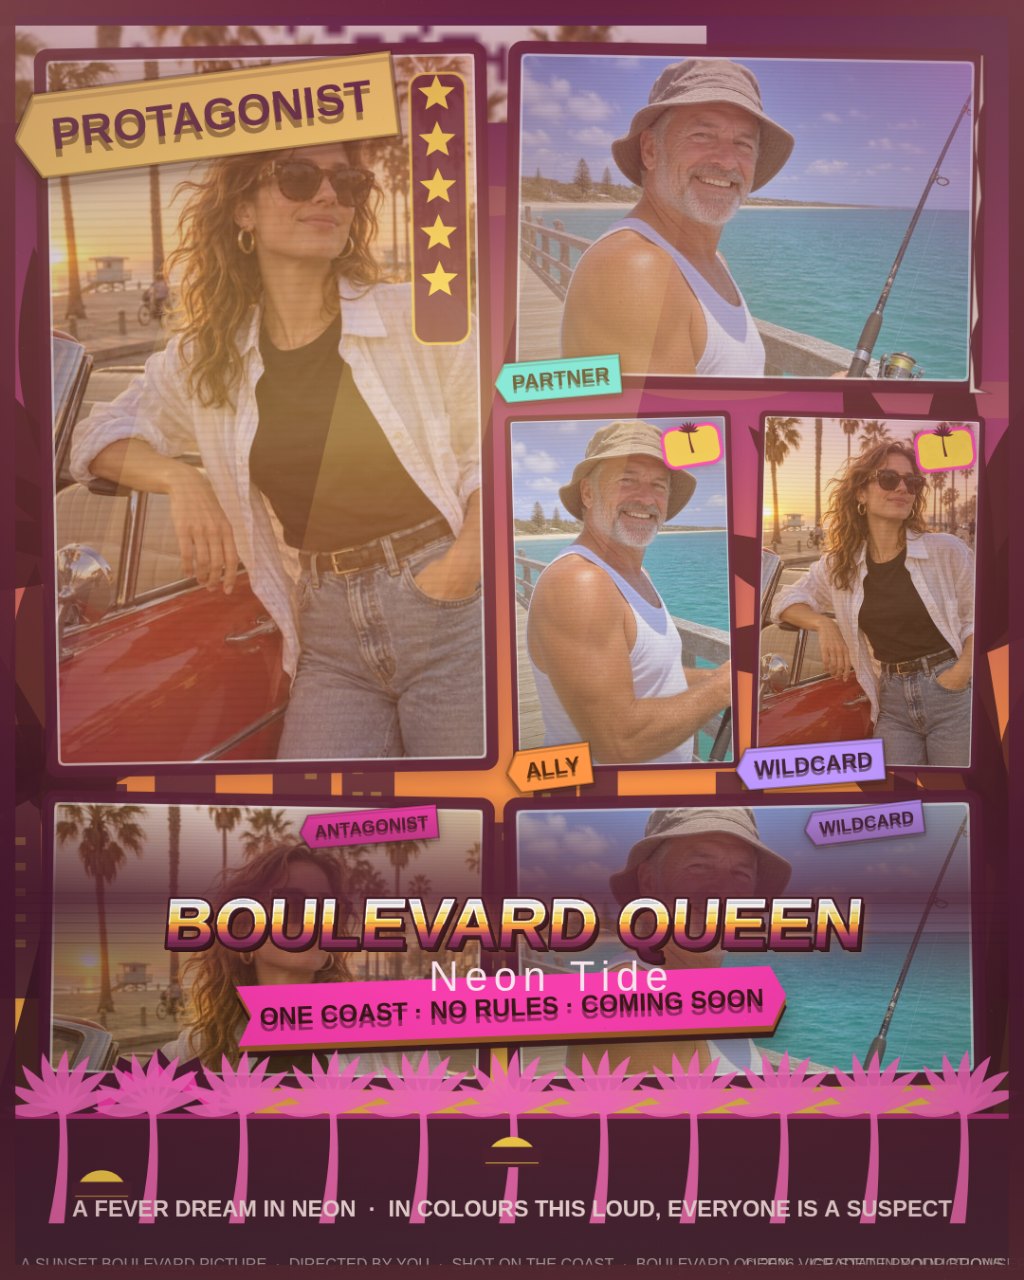 PROTAGONIST
PARTNER
ALLY
WILDCARD
ANTAGONIST
WILDCARD
BOULEVARD QUEEN
Neon Tide
ONE COAST · NO RULES · COMING SOON
A FEVER DREAM IN NEON · IN COLOURS THIS LOUD, EVERYONE IS A SUSPECT
A SUNSET BOULEVARD PICTURE · DIRECTED BY YOU · SHOT ON THE COAST · BOULEVARD